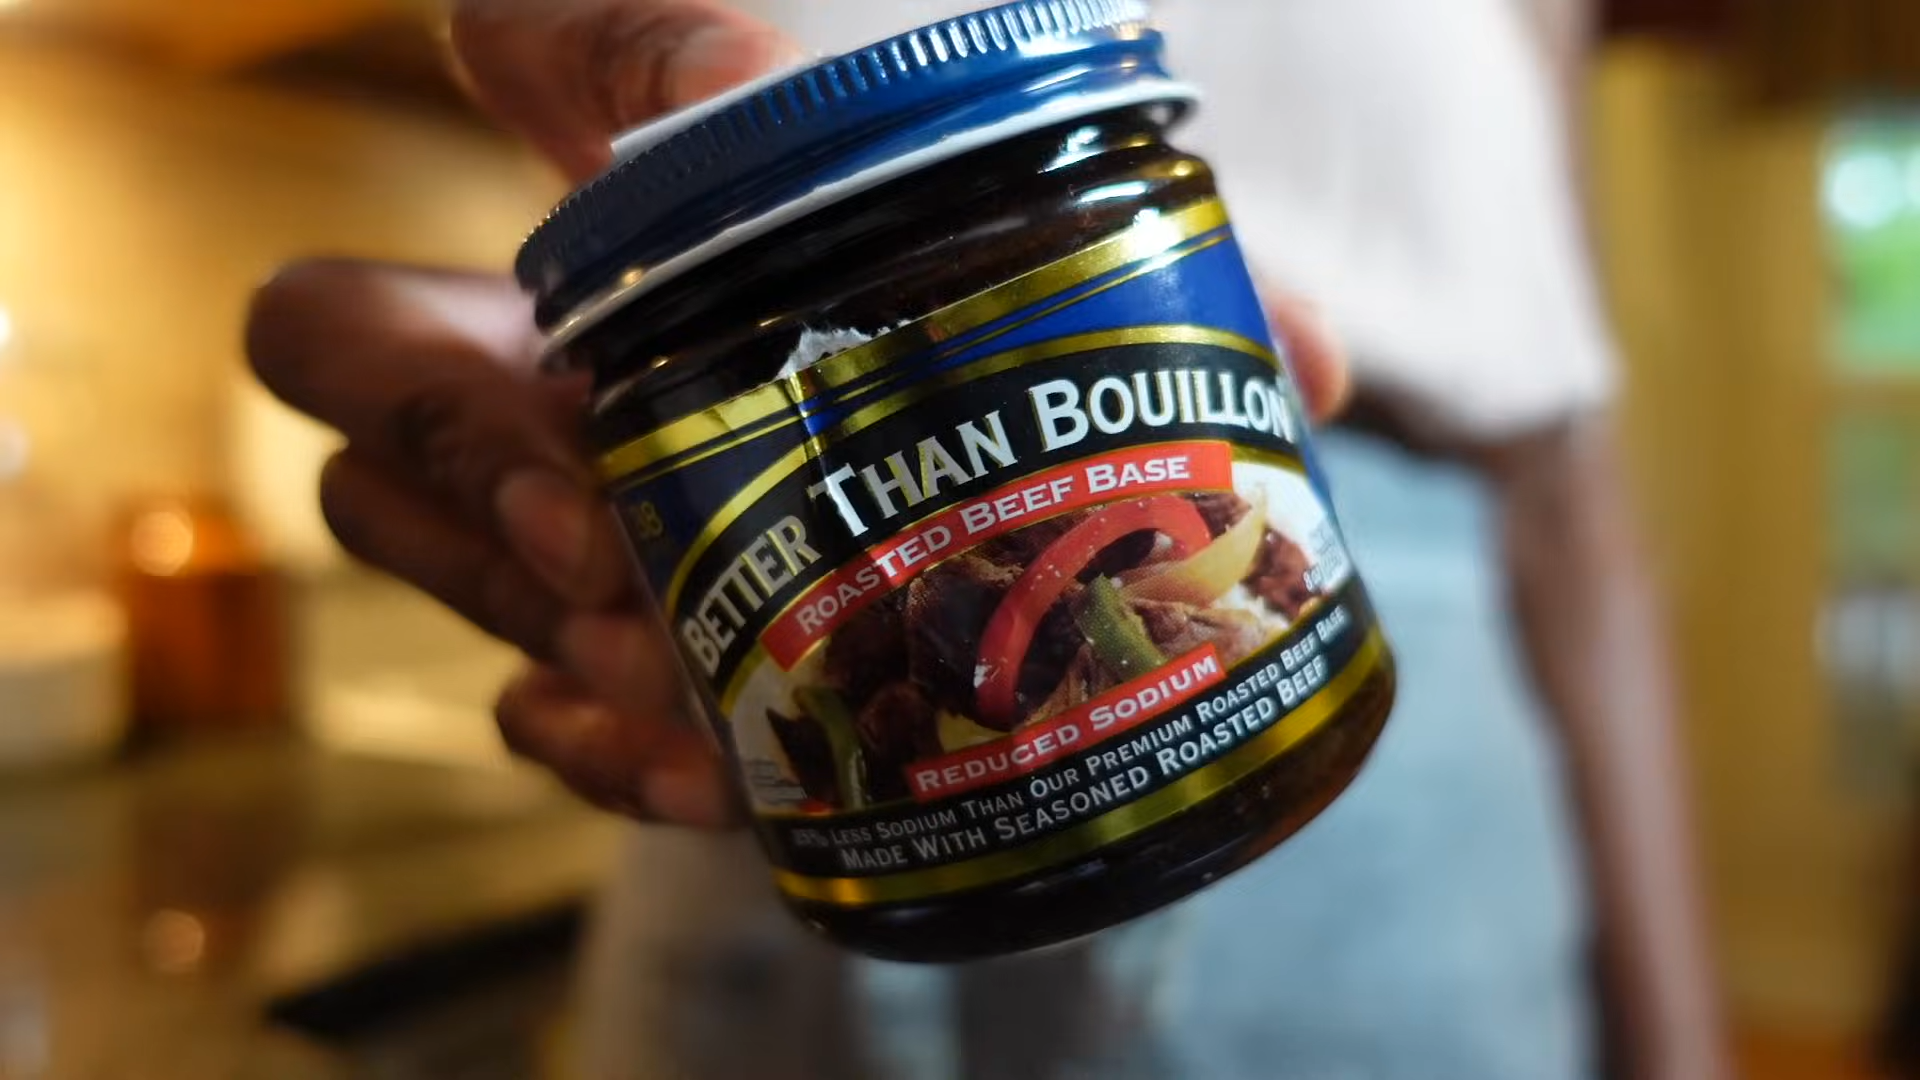 BETTER THAN BOUILLON
ROASTED BEEF BASE
REDUCED SODIUM
LESS SODIUM THAN OUR PREMIUM ROASTED BEEF BASE
MADE WITH SEASONED ROASTED BEEF